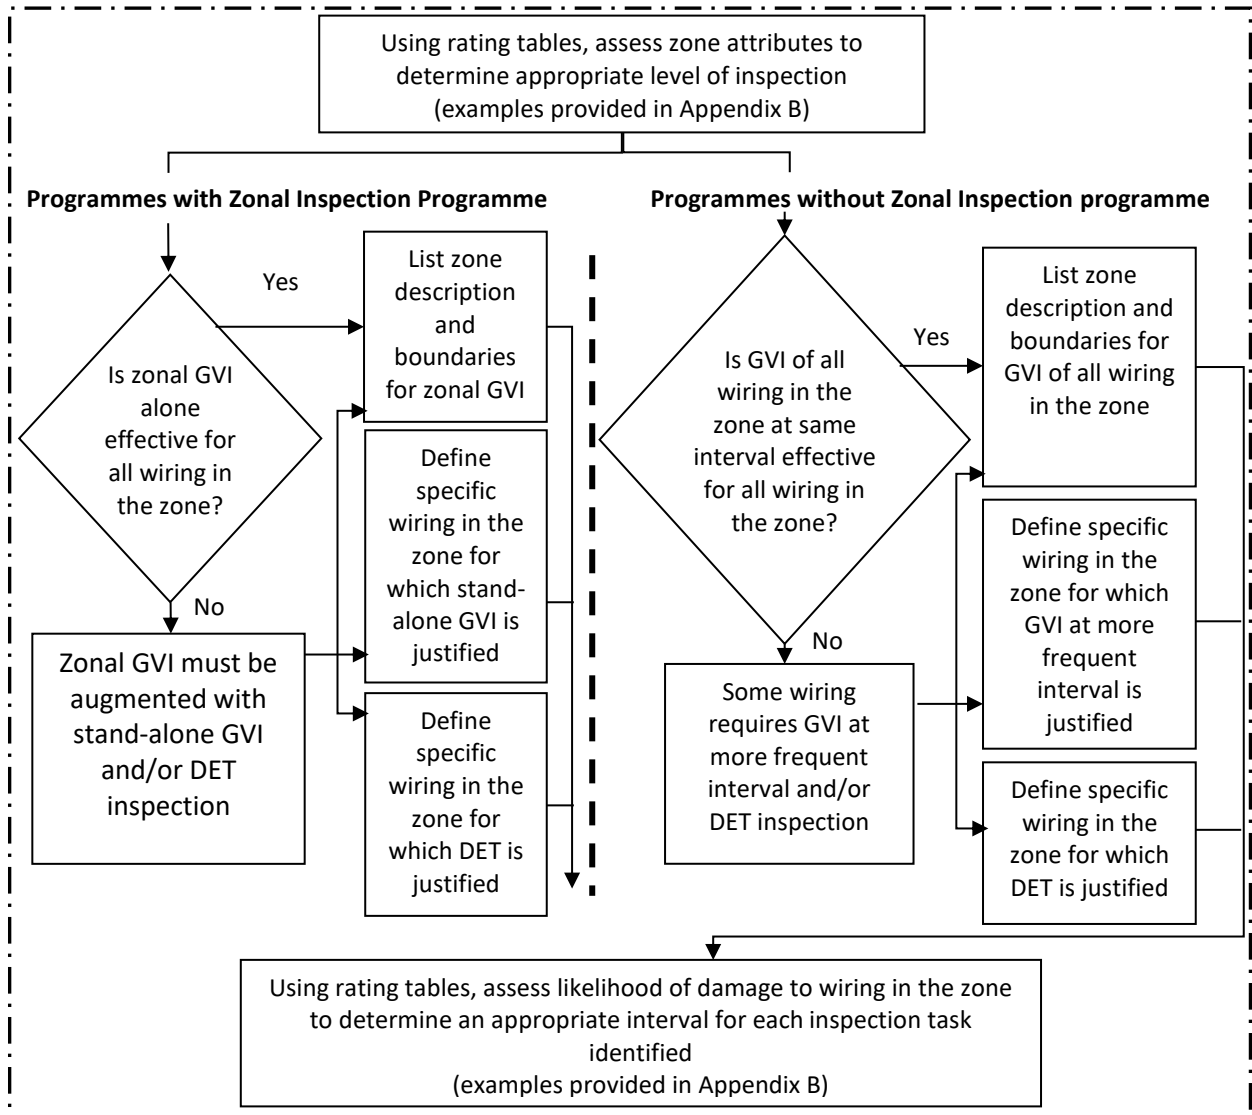 Using rating tables, assess zone attributes to
determine appropriate level of inspection
(examples provided in Appendix B)
Programmes with Zonal Inspection Programme
Programmes without Zonal Inspection programme
Is zonal GVI
alone
effective for
all wiring in
the zone?
Yes
No
List zone
description
and
boundaries
for zonal GVI
Define
specific
wiring in the
zone for
which stand-
alone GVI is
justified
Zonal GVI must be
augmented with
stand-alone GVI
and/or DET
inspection
Define
specific
wiring in the
zone for
which DET is
justified
Is GVI of all
wiring in the
zone at same
interval effective
for all wiring in
the zone?
Yes
No
List zone
description and
boundaries for
GVI of all wiring
in the zone
Define specific
wiring in the
zone for which
GVI at more
frequent
interval is
justified
Some wiring
requires GVI at
more frequent
interval and/or
DET inspection
Define specific
wiring in the
zone for which
DET is justified
Using rating tables, assess likelihood of damage to wiring in the zone
to determine an appropriate interval for each inspection task
identified
(examples provided in Appendix B)